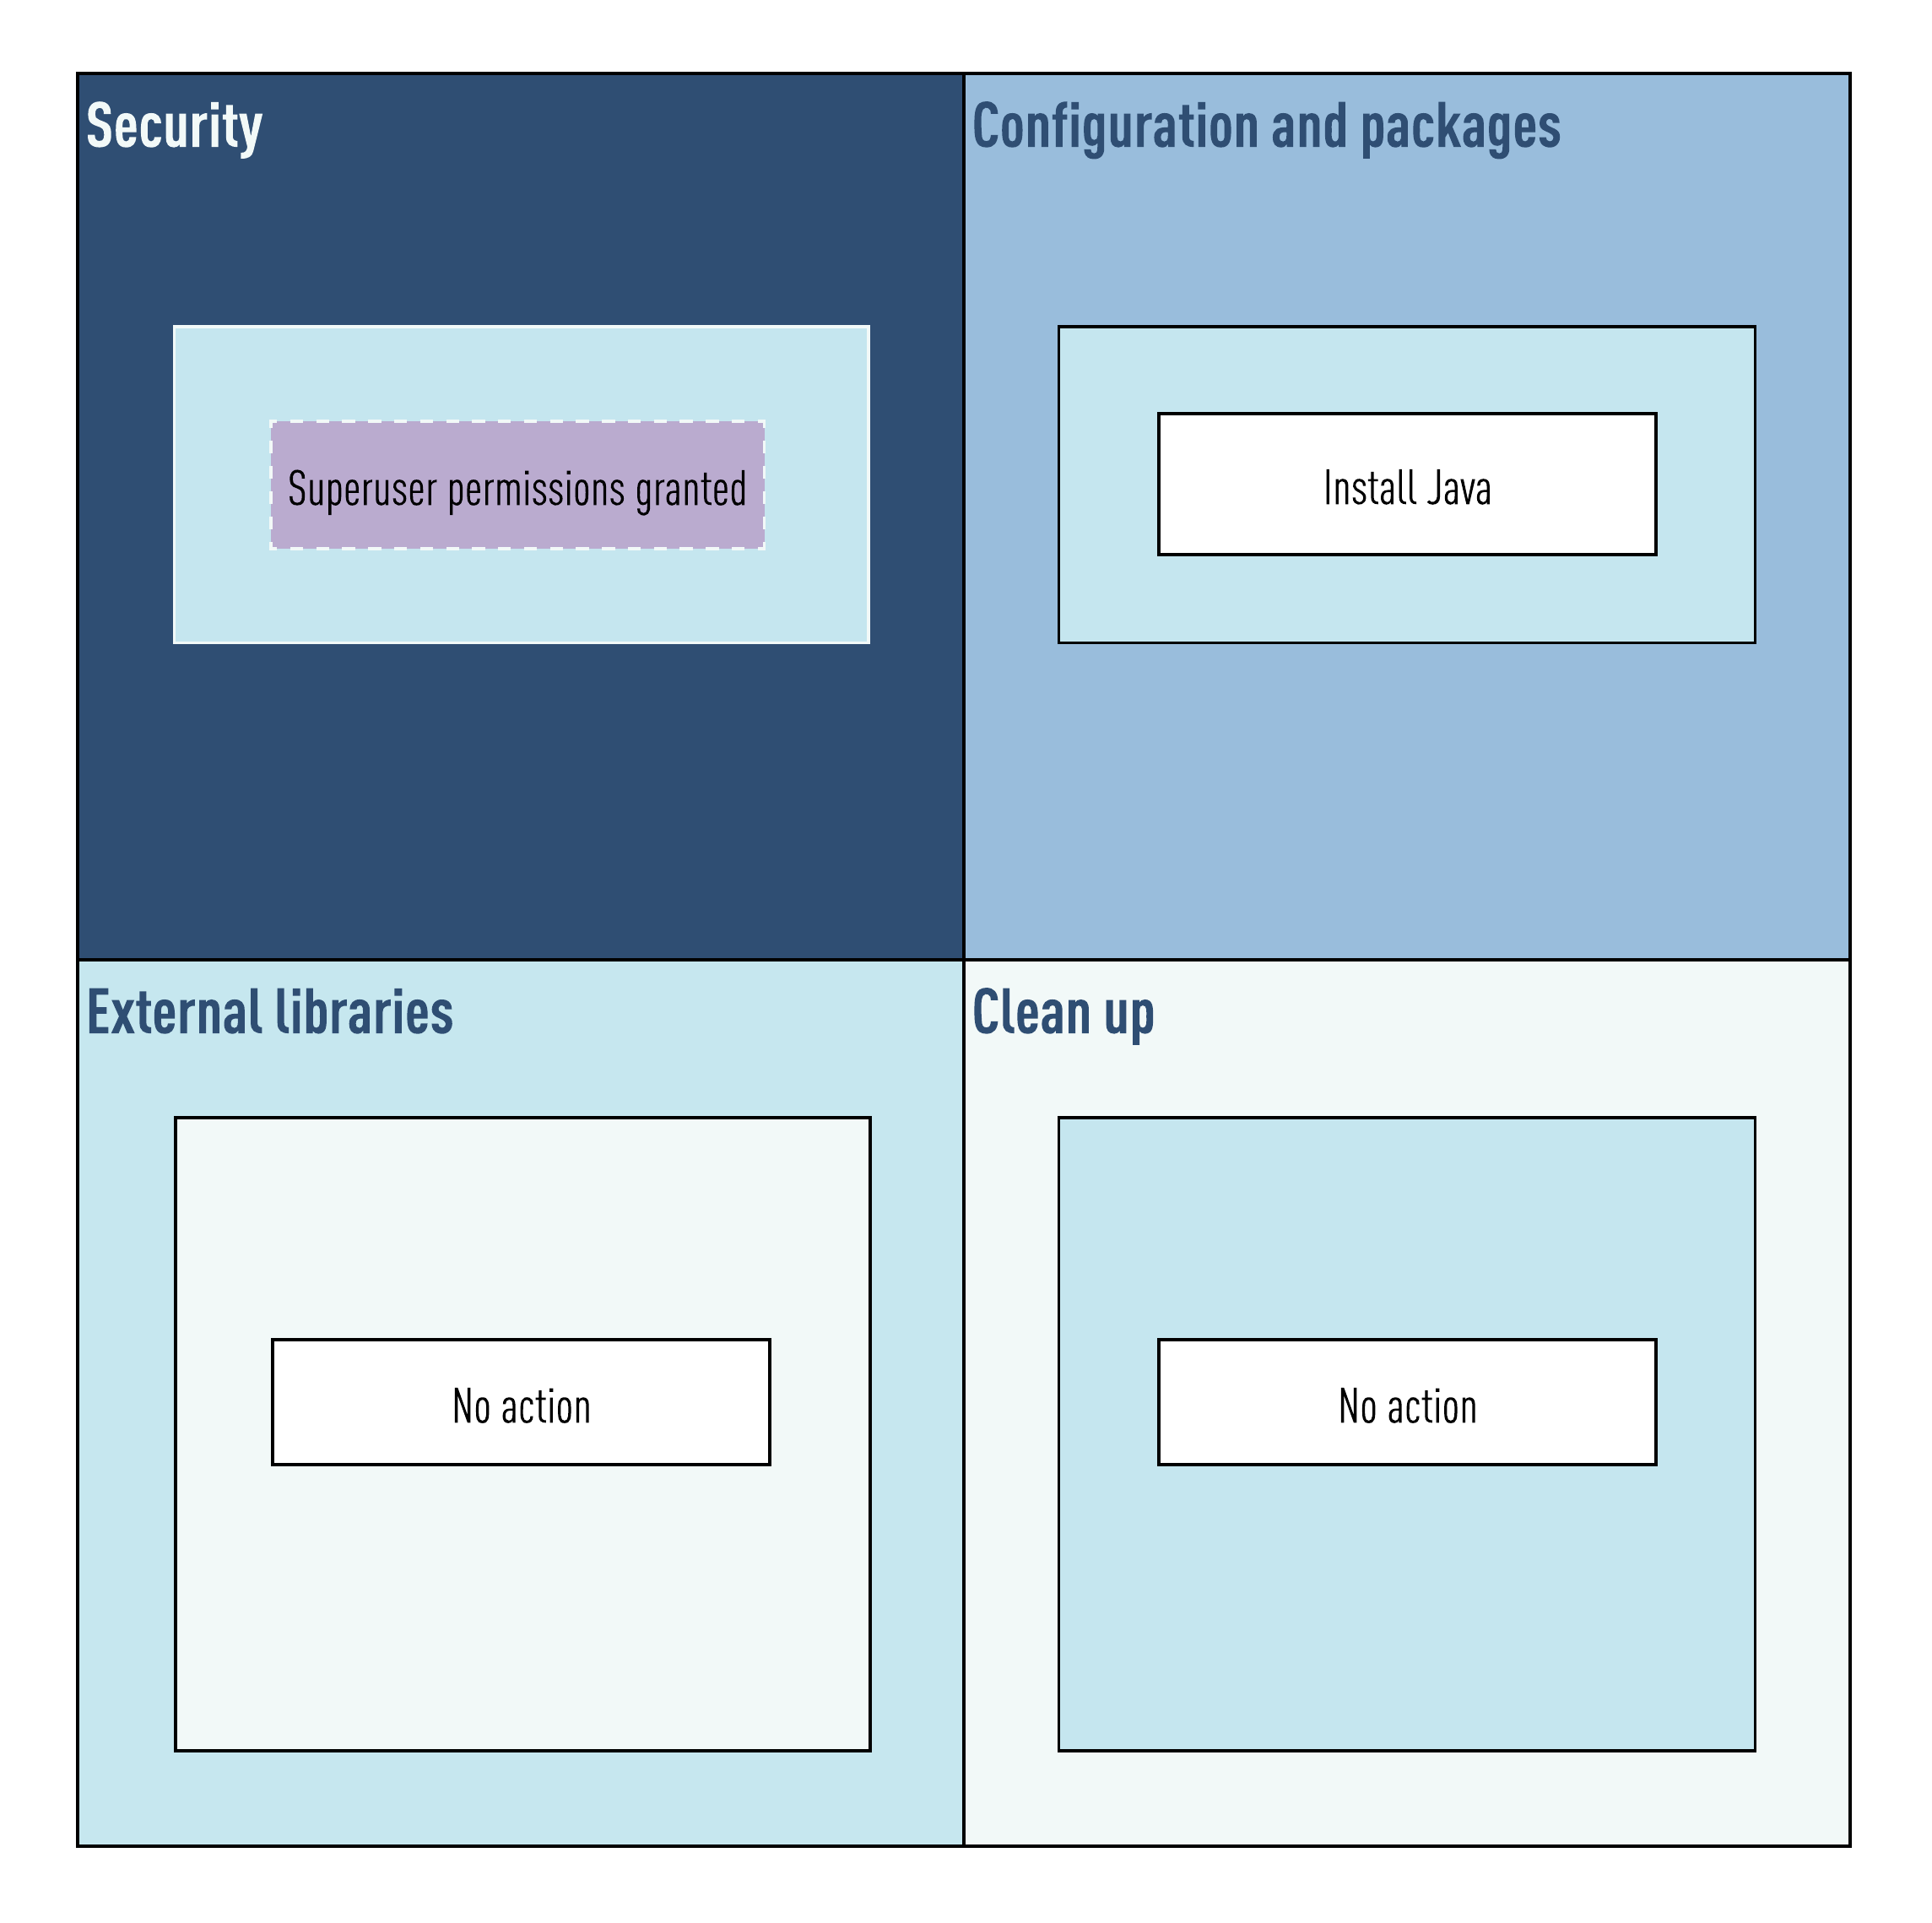 Security
Configuration and packages
Superuser permissions granted
Install Java
External libraries
Clean up
No action
No action